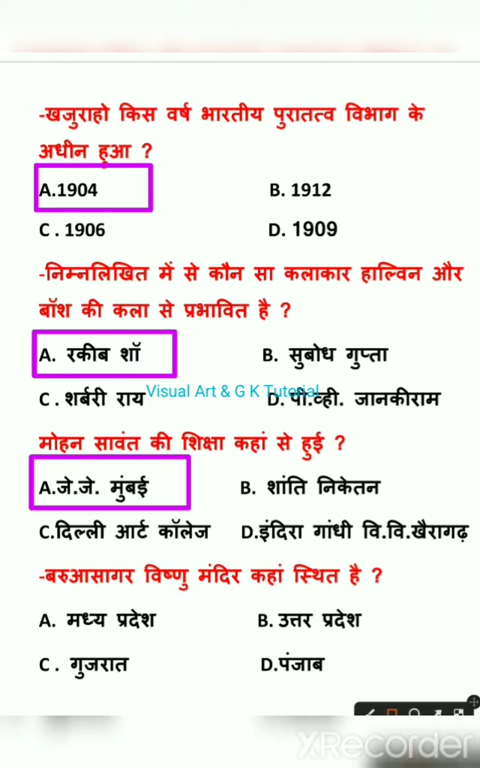 -खजुराहो किस वर्ष भारतीय पुरातत्व विभाग के
अधीन हुआ ?
A.1904 B. 1912
C . 1906 D. 1909
-निम्नलिखित में से कौन सा कलाकार हाल्विन और
बॉश की कला से प्रभावित है ?
A. रकीब शॉ B. सुबोध गुप्ता
C . शर्बरी राय D. पी.व्ही. जानकीराम
Visual Art & G K Tutorial
मोहन सावंत की शिक्षा कहां से हुई ?
A.जे.जे. मुंबई B. शांति निकेतन
C.दिल्ली आर्ट कॉलेज D.इंदिरा गांधी वि.वि.खैरागढ़
-बरुआसागर विष्णु मंदिर कहां स्थित है ?
A. मध्य प्रदेश B. उत्तर प्रदेश
C . गुजरात D.पंजाब
XRecorder